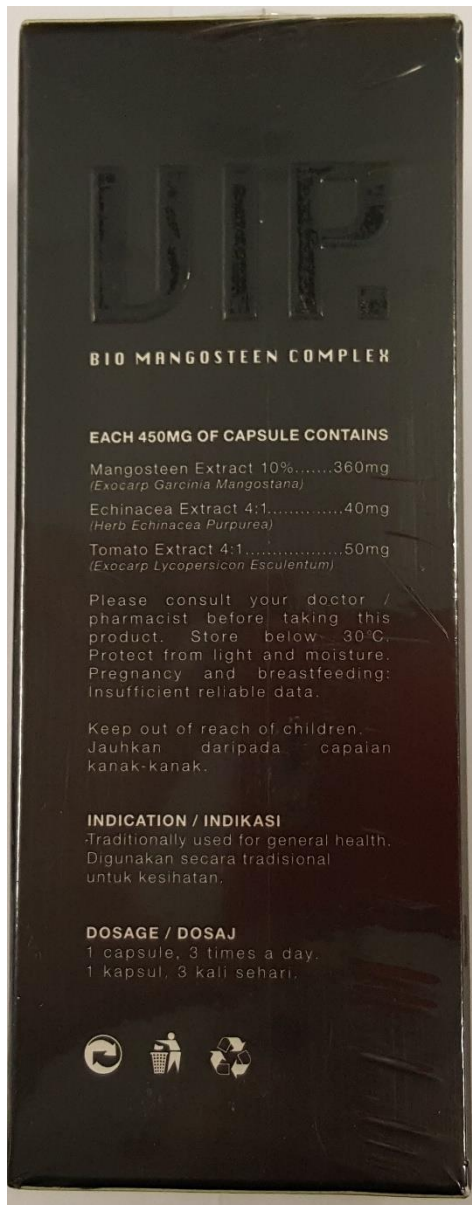 VIP.
BIO MANGOSTEEN COMPLEX
EACH 450MG OF CAPSULE CONTAINS
Mangosteen Extract 10%.......360mg
(Exocarp Garcinia Mangostana)
Echinacea Extract 4:1..............40mg
(Herb Echinacea Purpurea)
Tomato Extract 4:1..................50mg
(Exocarp Lycopersicon Esculentum)
Please consult your doctor /
pharmacist before taking this
product. Store below 30°C.
Protect from light and moisture.
Pregnancy and breastfeeding:
Insufficient reliable data.
Keep out of reach of children.
Jauhkan daripada capaian
kanak-kanak.
INDICATION / INDIKASI
Traditionally used for general health.
Digunakan secara tradisional
untuk kesihatan.
DOSAGE / DOSAJ
1 capsule, 3 times a day.
1 kapsul, 3 kali sehari.